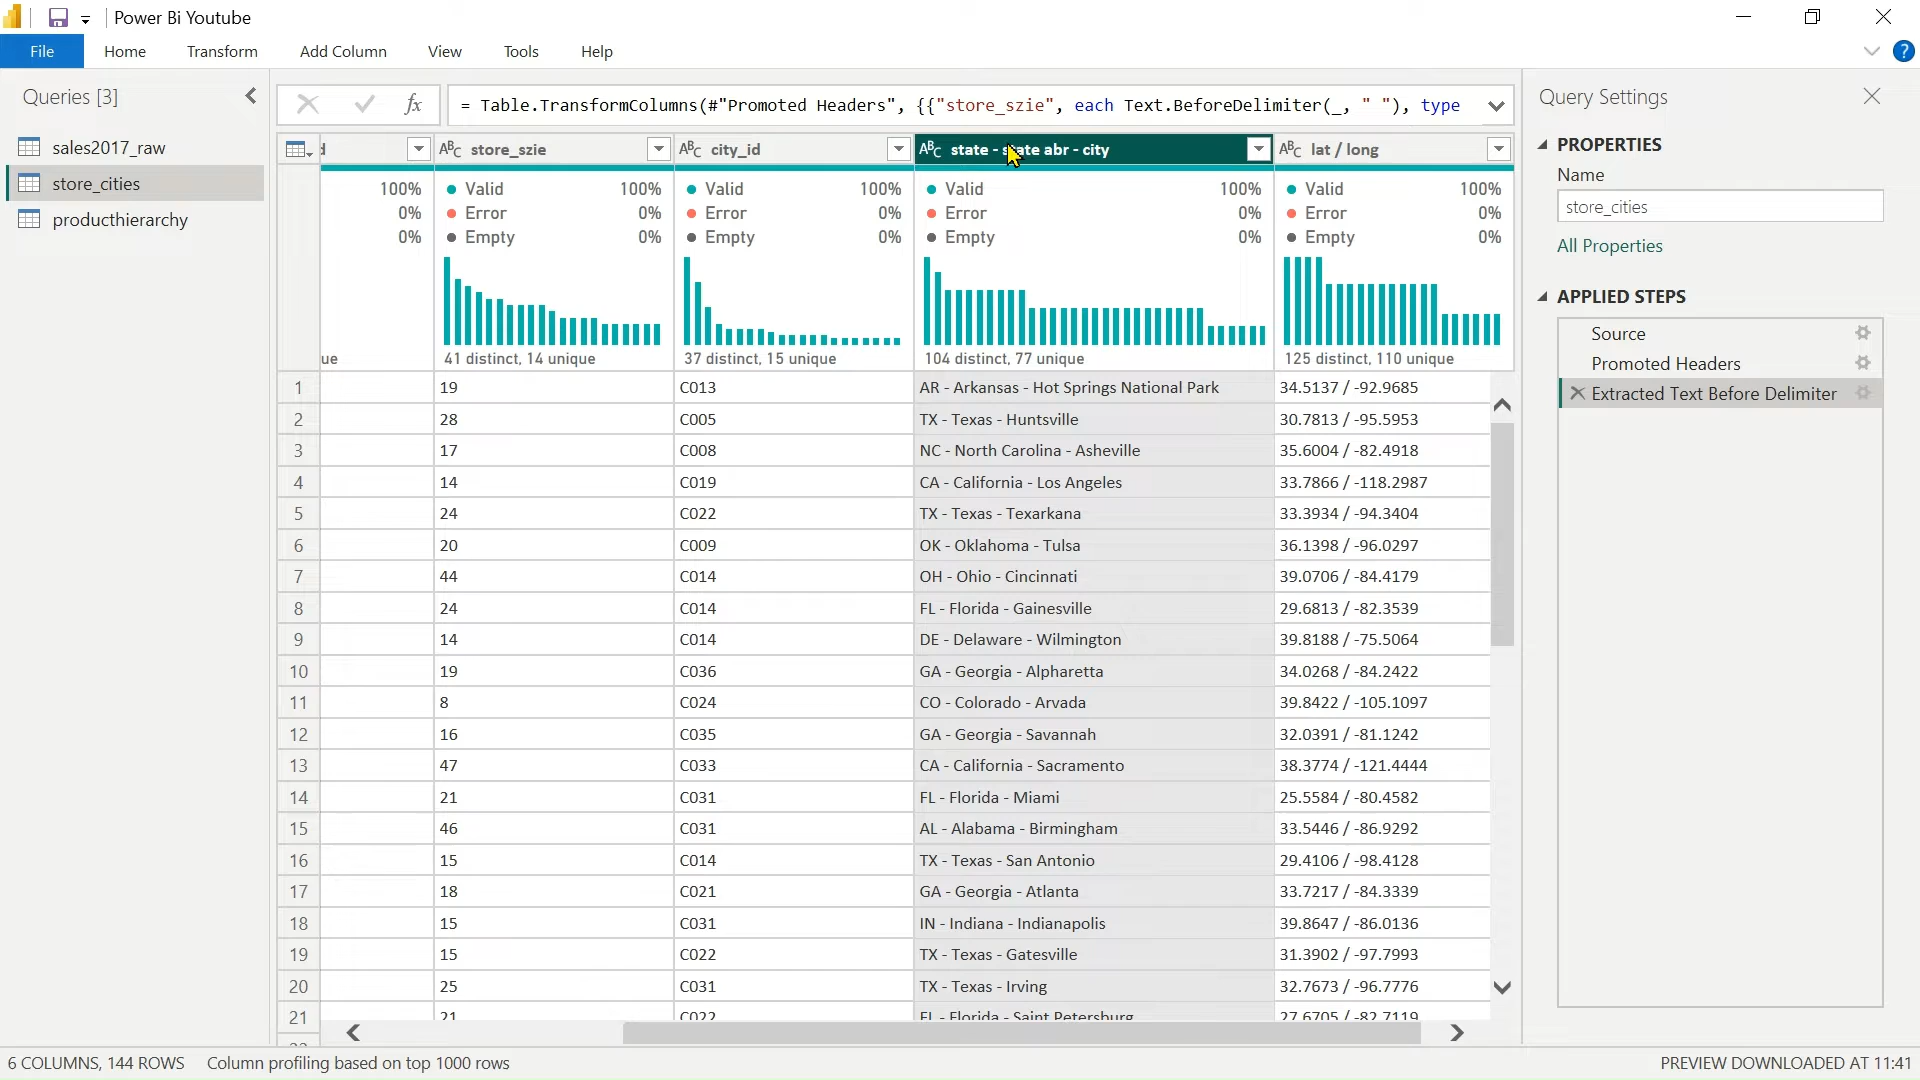 Power Bi Youtube
File Home Transform Add Column View Tools Help ?
Queries [3]
sales2017_raw
store_cities
producthierarchy
fx = Table.TransformColumns(#"Promoted Headers", {{"store_szie", each Text.BeforeDelimiter(_, " "), type
ABC store_szie ABC city_id ABC state - state abr - city ABC lat / long
100% Valid 100% Valid 100% Valid 100% Valid 100%
0% Error 0% Error 0% Error 0% Error 0%
0% Empty 0% Empty 0% Empty 0% Empty 0%
ue 41 distinct, 14 unique 37 distinct, 15 unique 104 distinct, 77 unique 125 distinct, 110 unique
1 19 C013 AR - Arkansas - Hot Springs National Park 34.5137 / -92.9685
2 28 C005 TX - Texas - Huntsville 30.7813 / -95.5953
3 17 C008 NC - North Carolina - Asheville 35.6004 / -82.4918
4 14 C019 CA - California - Los Angeles 33.7866 / -118.2987
5 24 C022 TX - Texas - Texarkana 33.3934 / -94.3404
6 20 C009 OK - Oklahoma - Tulsa 36.1398 / -96.0297
7 44 C014 OH - Ohio - Cincinnati 39.0706 / -84.4179
8 24 C014 FL - Florida - Gainesville 29.6813 / -82.3539
9 14 C014 DE - Delaware - Wilmington 39.8188 / -75.5064
10 19 C036 GA - Georgia - Alpharetta 34.0268 / -84.2422
11 8 C024 CO - Colorado - Arvada 39.8422 / -105.1097
12 16 C035 GA - Georgia - Savannah 32.0391 / -81.1242
13 47 C033 CA - California - Sacramento 38.3774 / -121.4444
14 21 C031 FL - Florida - Miami 25.5584 / -80.4582
15 46 C031 AL - Alabama - Birmingham 33.5446 / -86.9292
16 15 C014 TX - Texas - San Antonio 29.4106 / -98.4128
17 18 C021 GA - Georgia - Atlanta 33.7217 / -84.3339
18 15 C031 IN - Indiana - Indianapolis 39.8647 / -86.0136
19 15 C022 TX - Texas - Gatesville 31.3902 / -97.7993
20 25 C031 TX - Texas - Irving 32.7673 / -96.7776
21 21 C022 FL - Florida - Saint Petersburg 27.6705 / -82.7119
Query Settings
PROPERTIES
Name
store_cities
All Properties
APPLIED STEPS
Source
Promoted Headers
Extracted Text Before Delimiter
6 COLUMNS, 144 ROWS Column profiling based on top 1000 rows
PREVIEW DOWNLOADED AT 11:41